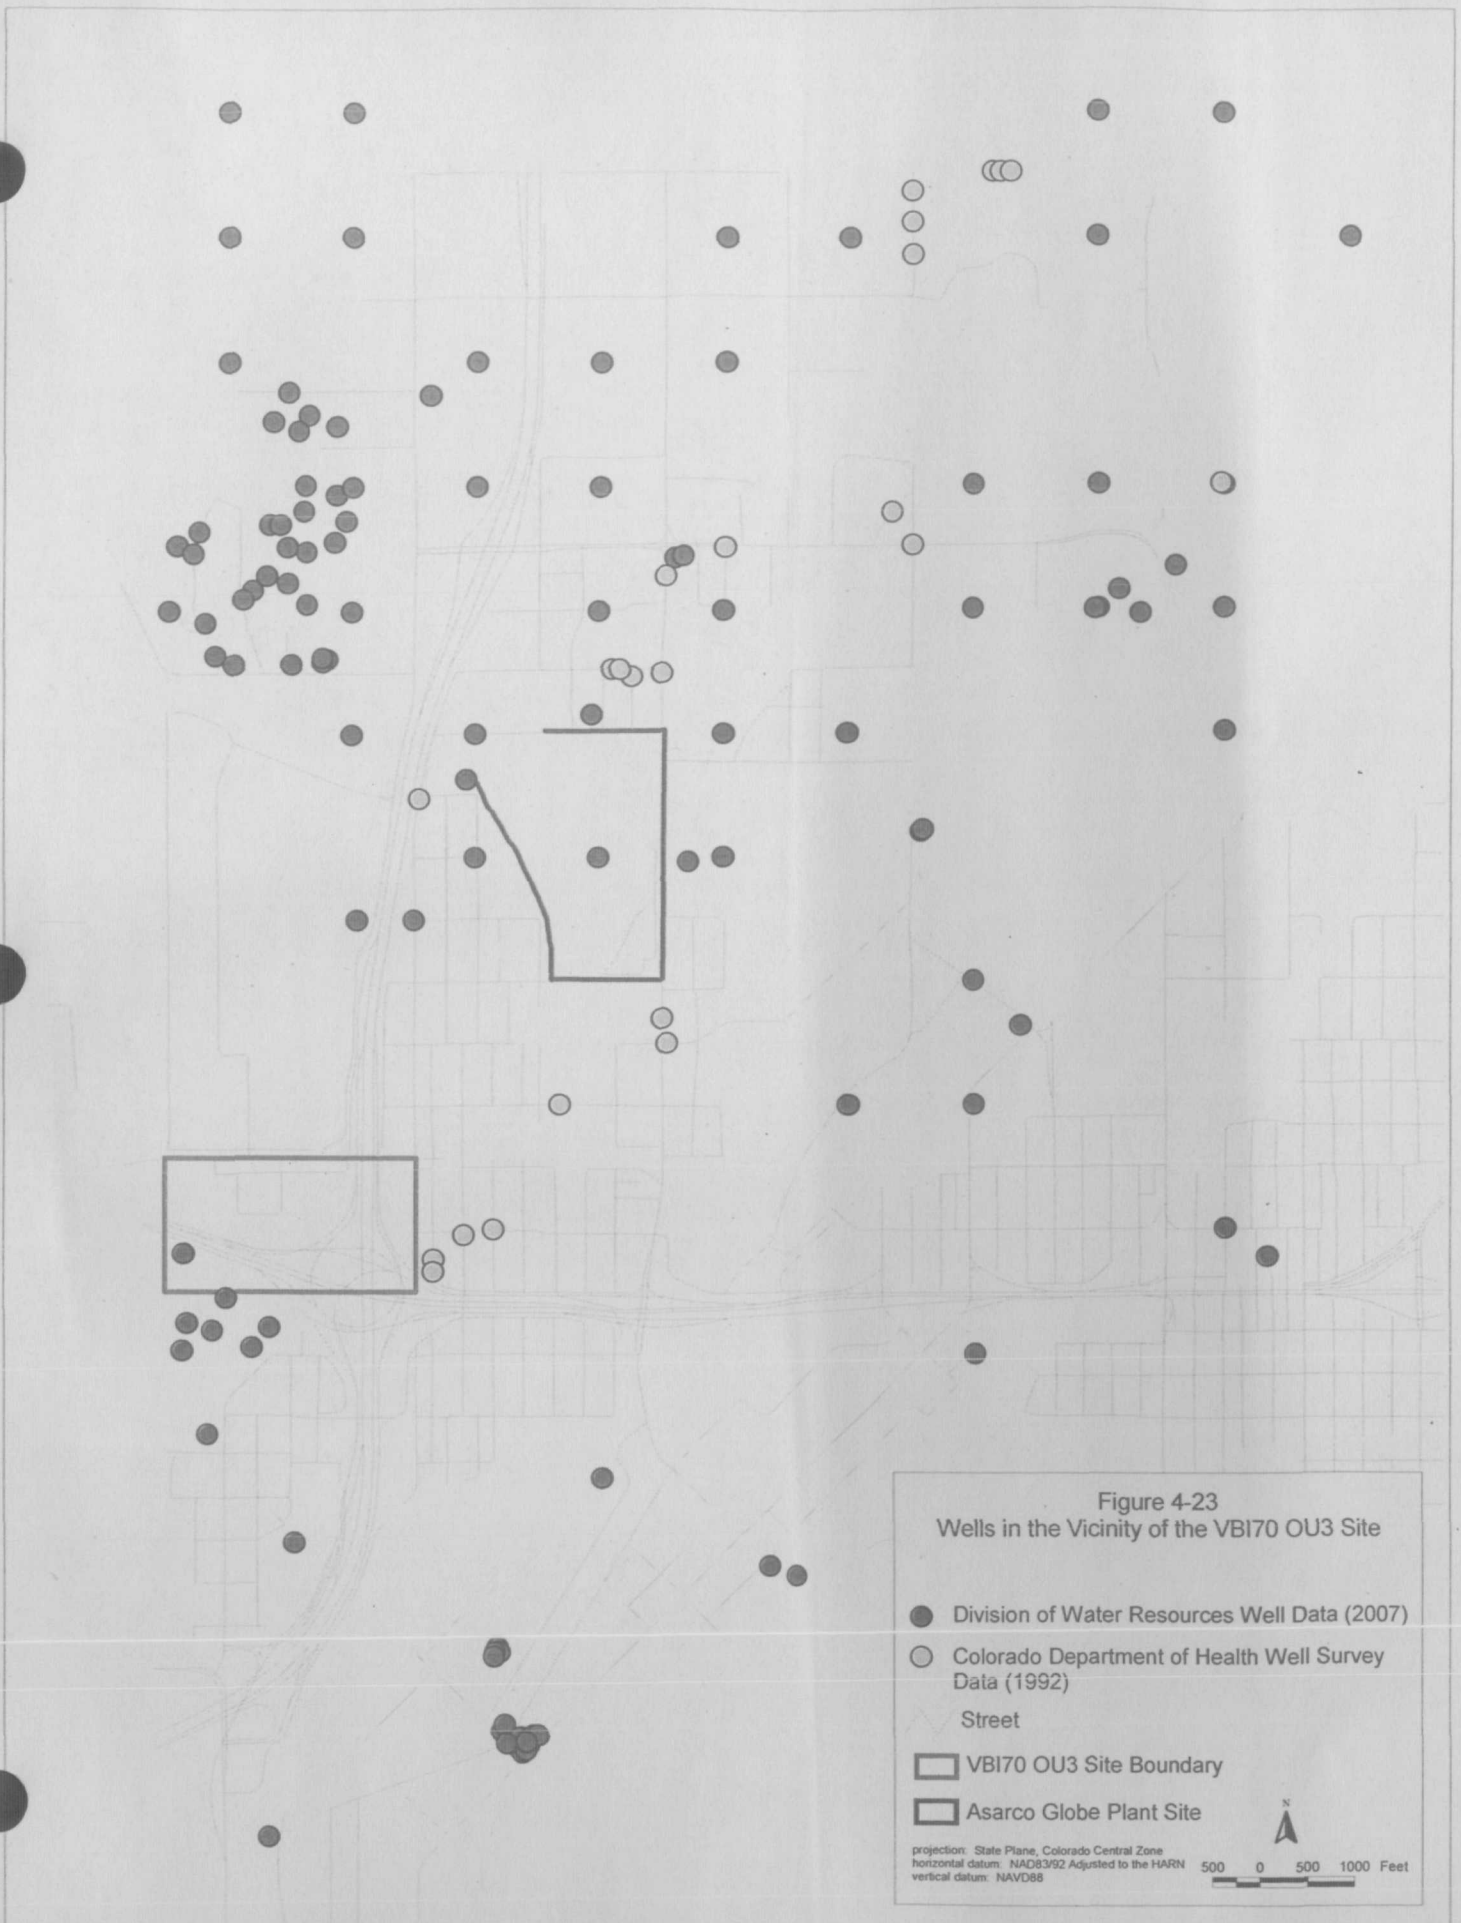 Figure 4-23
Wells in the Vicinity of the VBI70 OU3 Site
Division of Water Resources Well Data (2007)
Colorado Department of Health Well Survey
Data (1992)
Street
VBI70 OU3 Site Boundary
Asarco Globe Plant Site
N
projection: State Plane, Colorado Central Zone
horizontal datum: NAD83/92 Adjusted to the HARN
vertical datum: NAVD88
500 0 500 1000 Feet